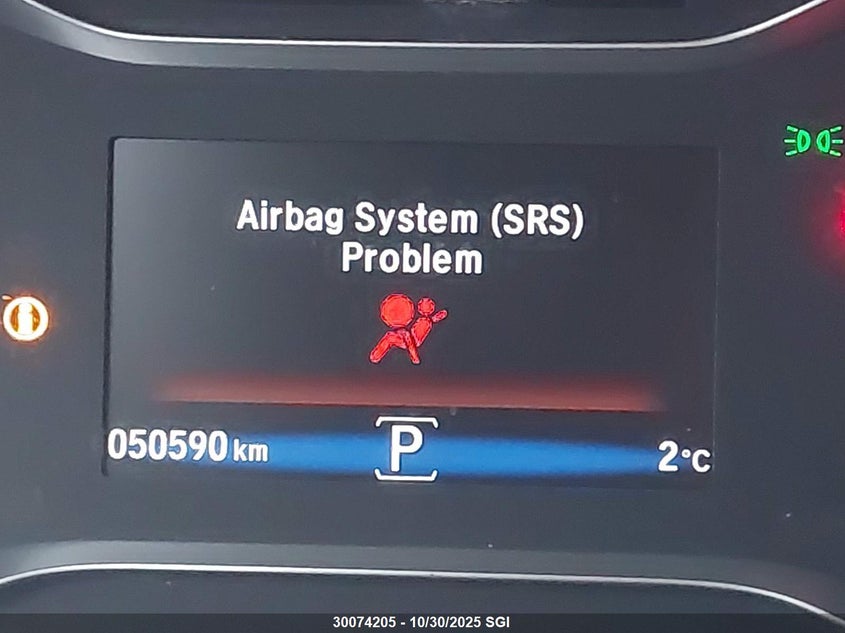 Airbag System (SRS)
Problem
050590 km P 2°C
30074205 - 10/30/2025 SGI